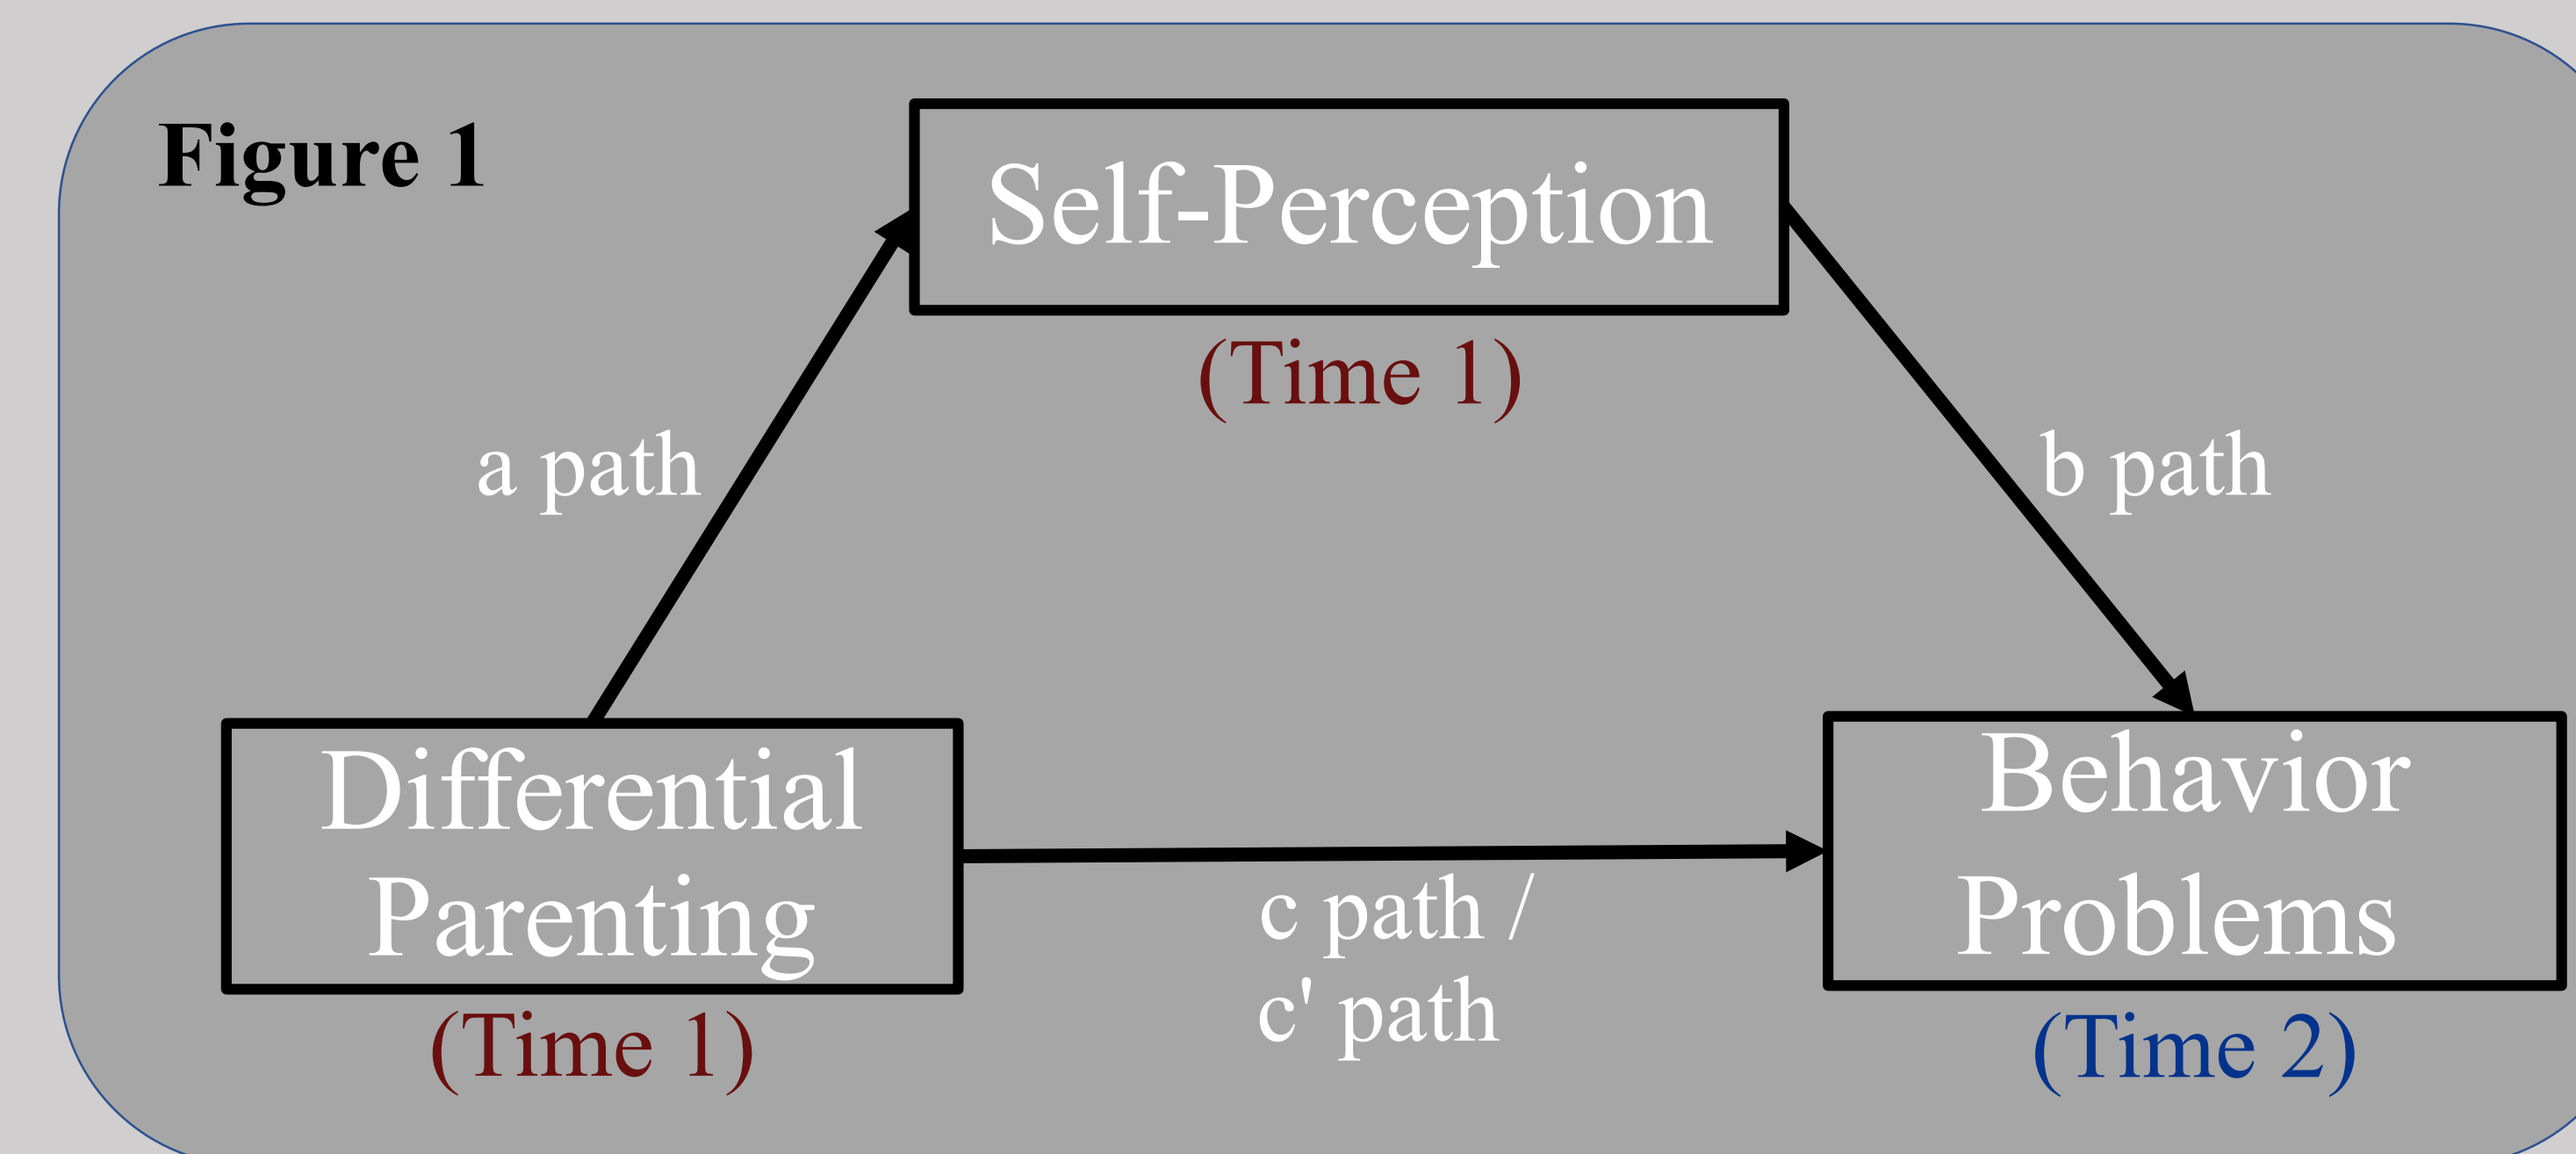 Figure 1
Self-Perception
(Time 1)
a path
b path
Differential
Parenting
(Time 1)
c path /
c' path
Behavior
Problems
(Time 2)